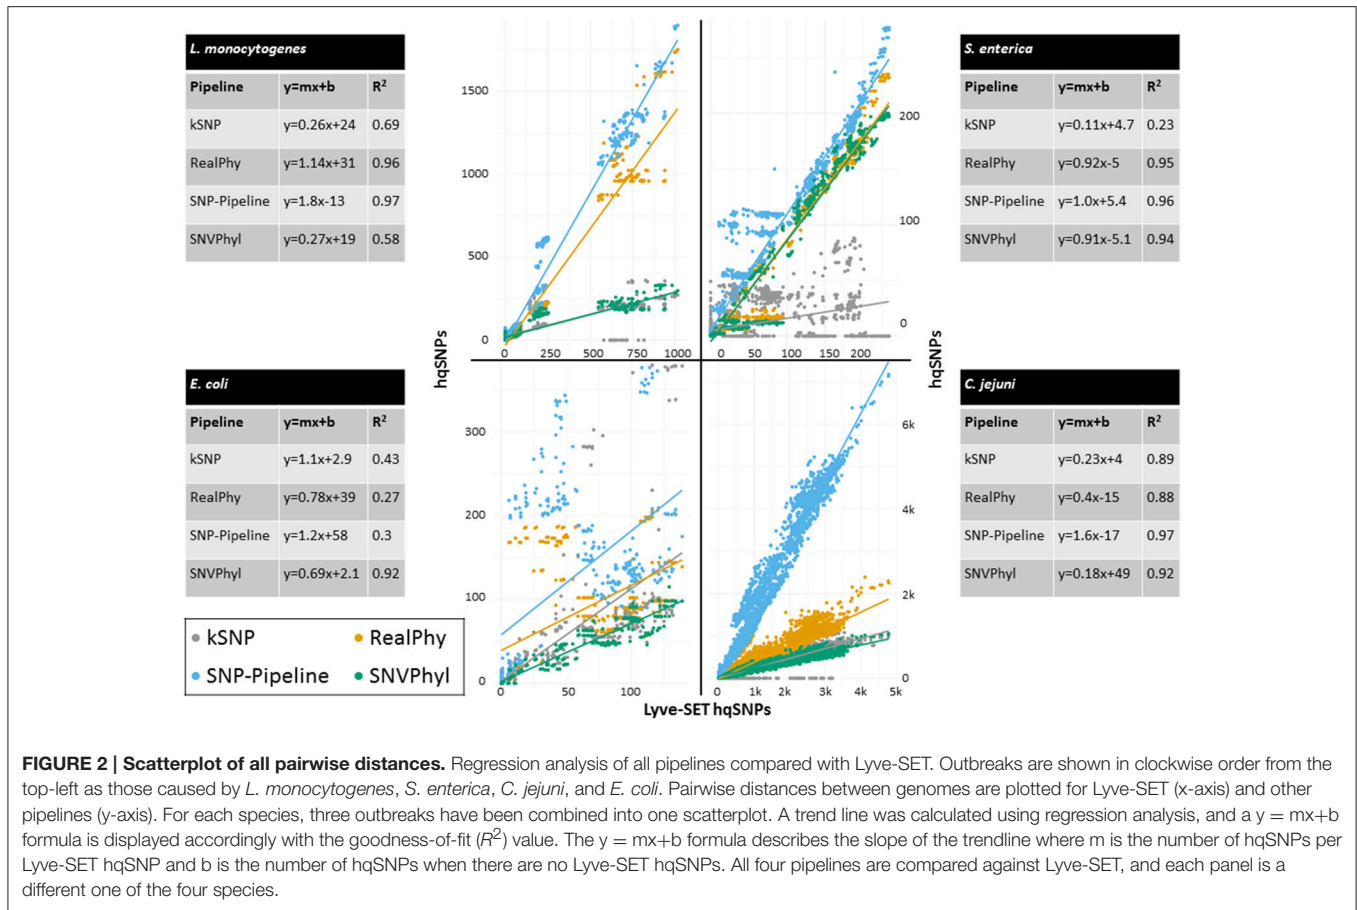 L. monocytogenes
Pipeline y=mx+b R²
kSNP y=0.26x+24 0.69
RealPhy y=1.14x+31 0.96
SNP-Pipeline y=1.8x-13 0.97
SNVPhyl y=0.27x+19 0.58
1500
1000
500
0
0 250 500 750 1000
hqSNPs
S. enterica
Pipeline y=mx+b R²
kSNP y=0.11x+4.7 0.23
RealPhy y=0.92x-5 0.95
SNP-Pipeline y=1.0x+5.4 0.96
SNVPhyl y=0.91x-5.1 0.94
200
100
0
0 50 100 150 200
hqSNPs
E. coli
Pipeline y=mx+b R²
kSNP y=1.1x+2.9 0.43
RealPhy y=0.78x+39 0.27
SNP-Pipeline y=1.2x+58 0.3
SNVPhyl y=0.69x+2.1 0.92
300
200
100
0
0 50 100
C. jejuni
Pipeline y=mx+b R²
kSNP y=0.23x+4 0.89
RealPhy y=0.4x-15 0.88
SNP-Pipeline y=1.6x-17 0.97
SNVPhyl y=0.18x+49 0.92
6k
4k
2k
0
0 1k 2k 3k 4k 5k
kSNP RealPhy
SNP-Pipeline SNVPhyl
Lyve-SET hqSNPs
FIGURE 2 | Scatterplot of all pairwise distances. Regression analysis of all pipelines compared with Lyve-SET. Outbreaks are shown in clockwise order from the
top-left as those caused by L. monocytogenes, S. enterica, C. jejuni, and E. coli. Pairwise distances between genomes are plotted for Lyve-SET (x-axis) and other
pipelines (y-axis). For each species, three outbreaks have been combined into one scatterplot. A trend line was calculated using regression analysis, and a y = mx+b
formula is displayed accordingly with the goodness-of-fit (R²) value. The y = mx+b formula describes the slope of the trendline where m is the number of hqSNPs per
Lyve-SET hqSNP and b is the number of hqSNPs when there are no Lyve-SET hqSNPs. All four pipelines are compared against Lyve-SET, and each panel is a
different one of the four species.